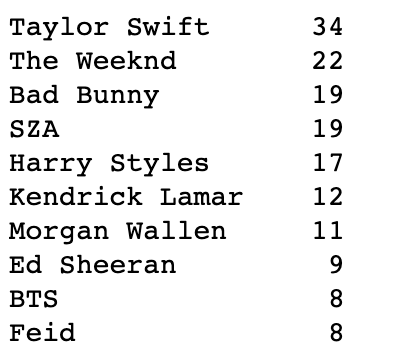 Taylor Swift 34
The Weeknd 22
Bad Bunny 19
SZA 19
Harry Styles 17
Kendrick Lamar 12
Morgan Wallen 11
Ed Sheeran 9
BTS 8
Feid 8